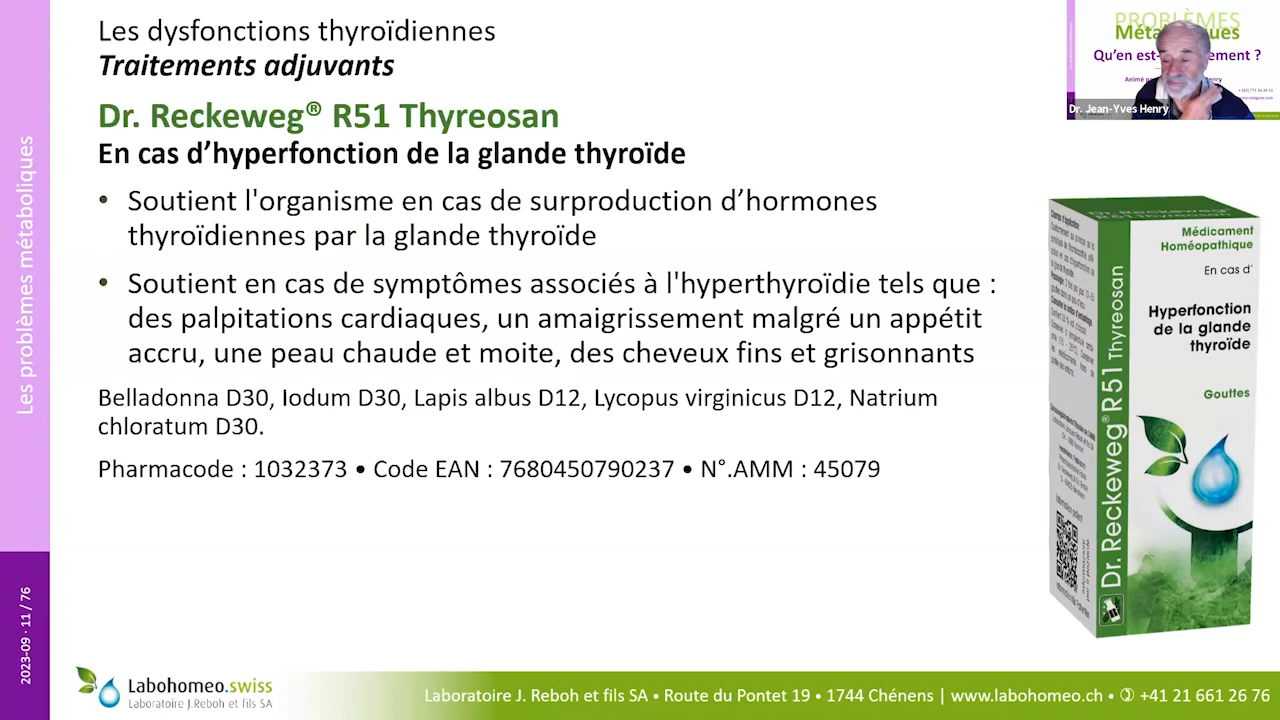 Les dysfonctions thyroïdiennes
Traitements adjuvants
Dr. Reckeweg® R51 Thyreosan
En cas d’hyperfonction de la glande thyroïde
• Soutient l'organisme en cas de surproduction d’hormones
thyroïdiennes par la glande thyroïde
• Soutient en cas de symptômes associés à l'hyperthyroïdie tels que :
des palpitations cardiaques, un amaigrissement malgré un appétit
accru, une peau chaude et moite, des cheveux fins et grisonnants
Belladonna D30, Iodum D30, Lapis albus D12, Lycopus virginicus D12, Natrium
chloratum D30.
Pharmacode : 1032373 • Code EAN : 7680450790237 • N°.AMM : 45079
Les problèmes métaboliques
2023-09 · 11 / 76
PROBLÈMES
Qu’en est- ?
Dr. Jean-Yves Henry
R51 Thyreosan
Médicament
Homéopathique
En cas d’
Hyperfonction
de la glande
thyroïde
Gouttes
Dr. Reckeweg® R51 Thyreosan
Labohomeo.swiss
Laboratoire J.Reboh et fils SA
Laboratoire J. Reboh et fils SA • Route du Pontet 19 • 1744 Chénens | www.labohomeo.ch • ✆ +41 21 661 26 76